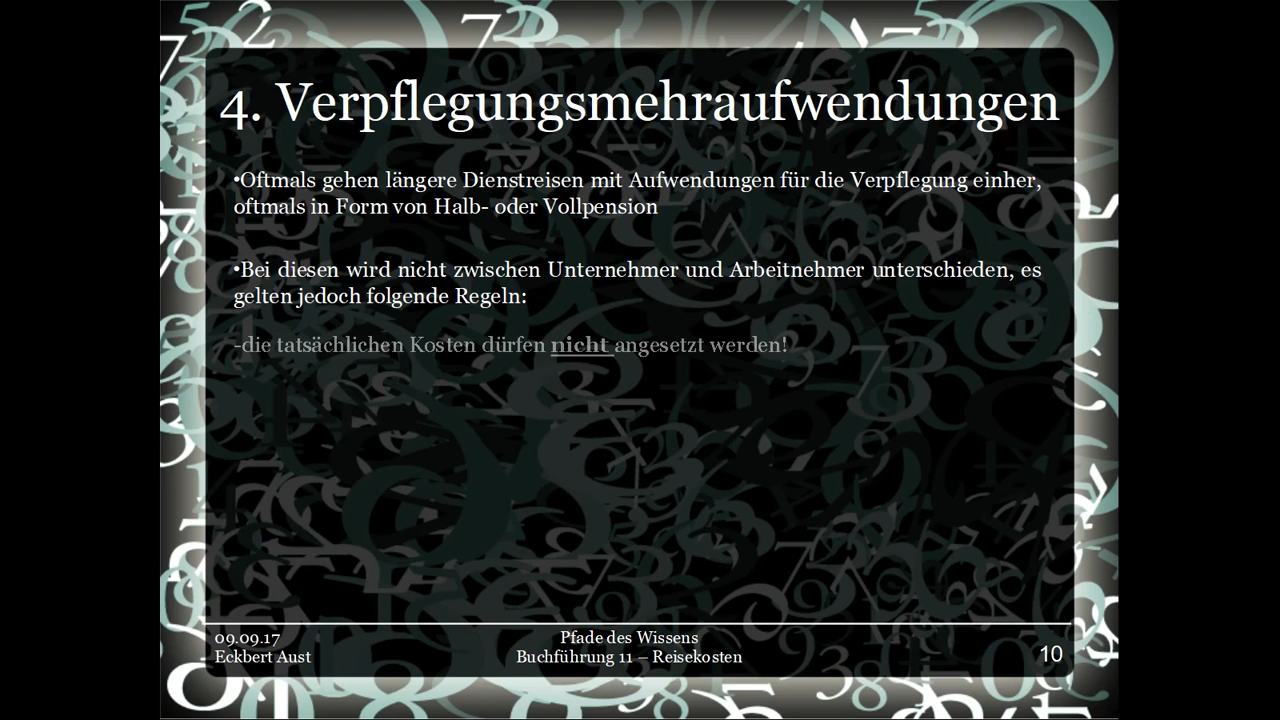 4. Verpflegungsmehraufwendungen
•Oftmals gehen längere Dienstreisen mit Aufwendungen für die Verpflegung einher,
oftmals in Form von Halb- oder Vollpension
•Bei diesen wird nicht zwischen Unternehmer und Arbeitnehmer unterschieden, es
gelten jedoch folgende Regeln:
-die tatsächlichen Kosten dürfen nicht angesetzt werden!
09.09.17
Eckbert Aust
Pfade des Wissens
Buchführung 11 – Reisekosten
10